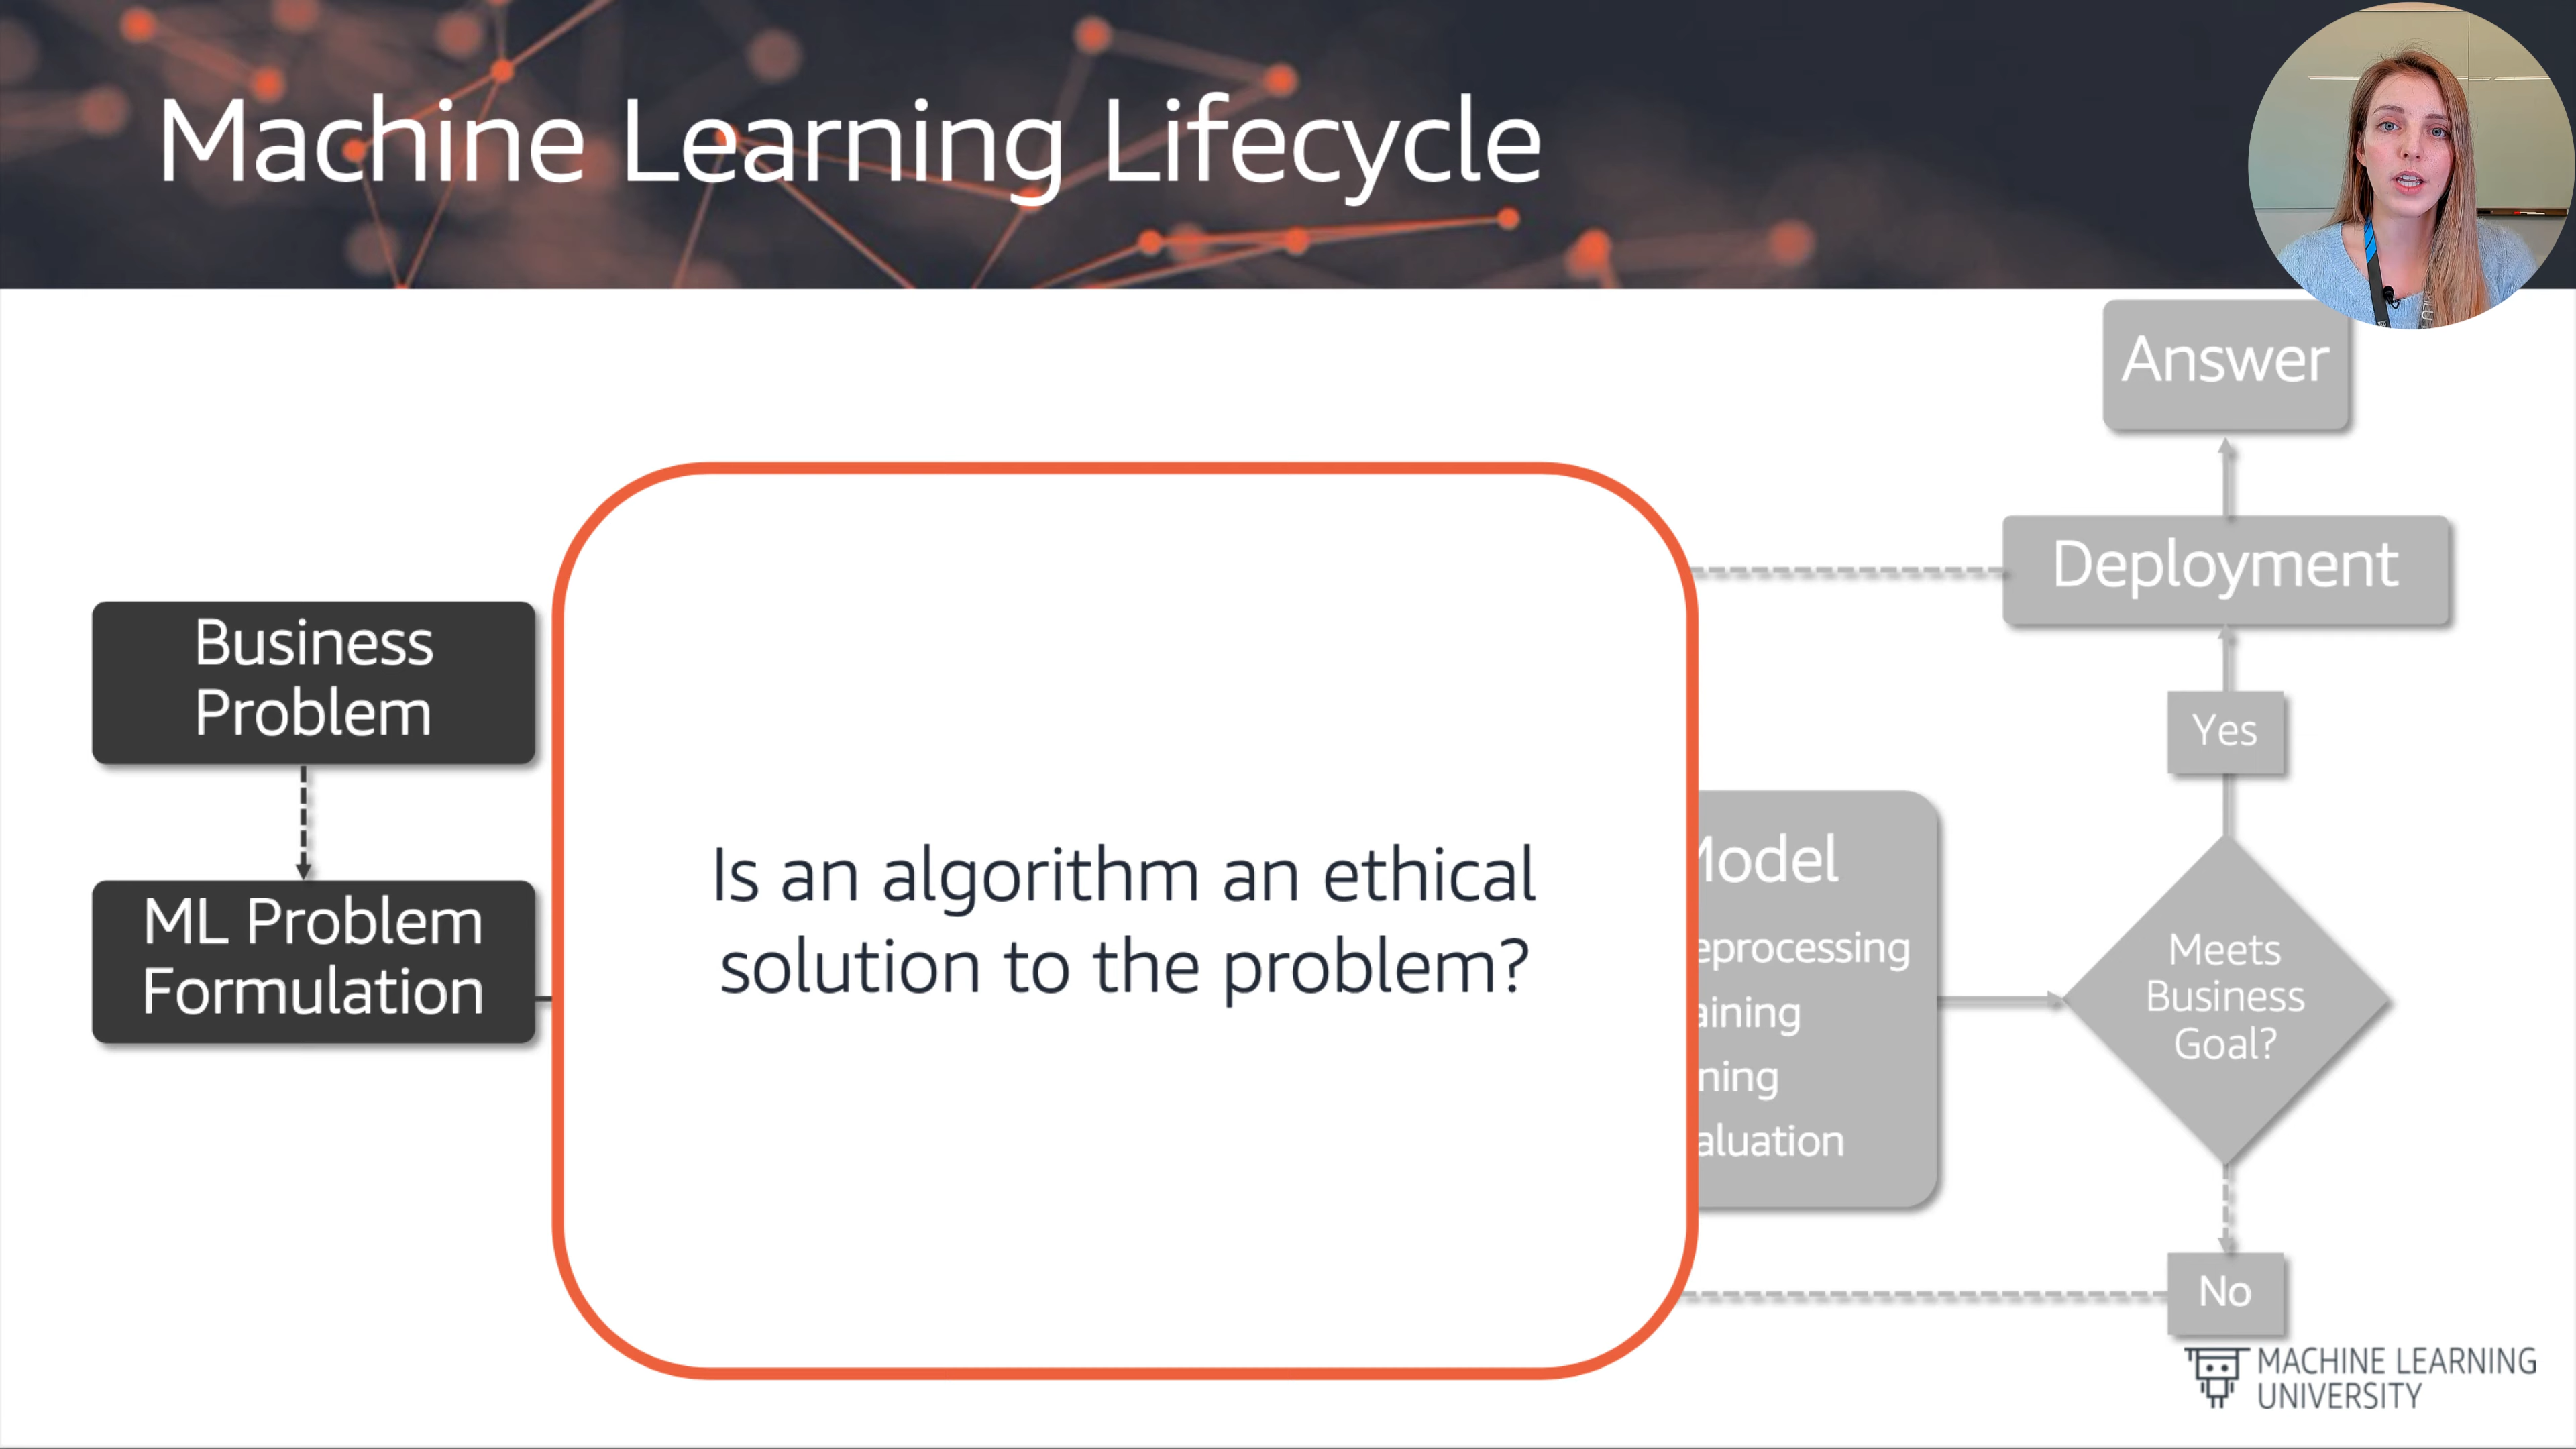 Machine Learning Lifecycle
Answer
Deployment
Business
Problem
Yes
ML Problem
Formulation
Is an algorithm an ethical
solution to the problem?
Meets
Business
Goal?
No
MACHINE LEARNING
UNIVERSITY